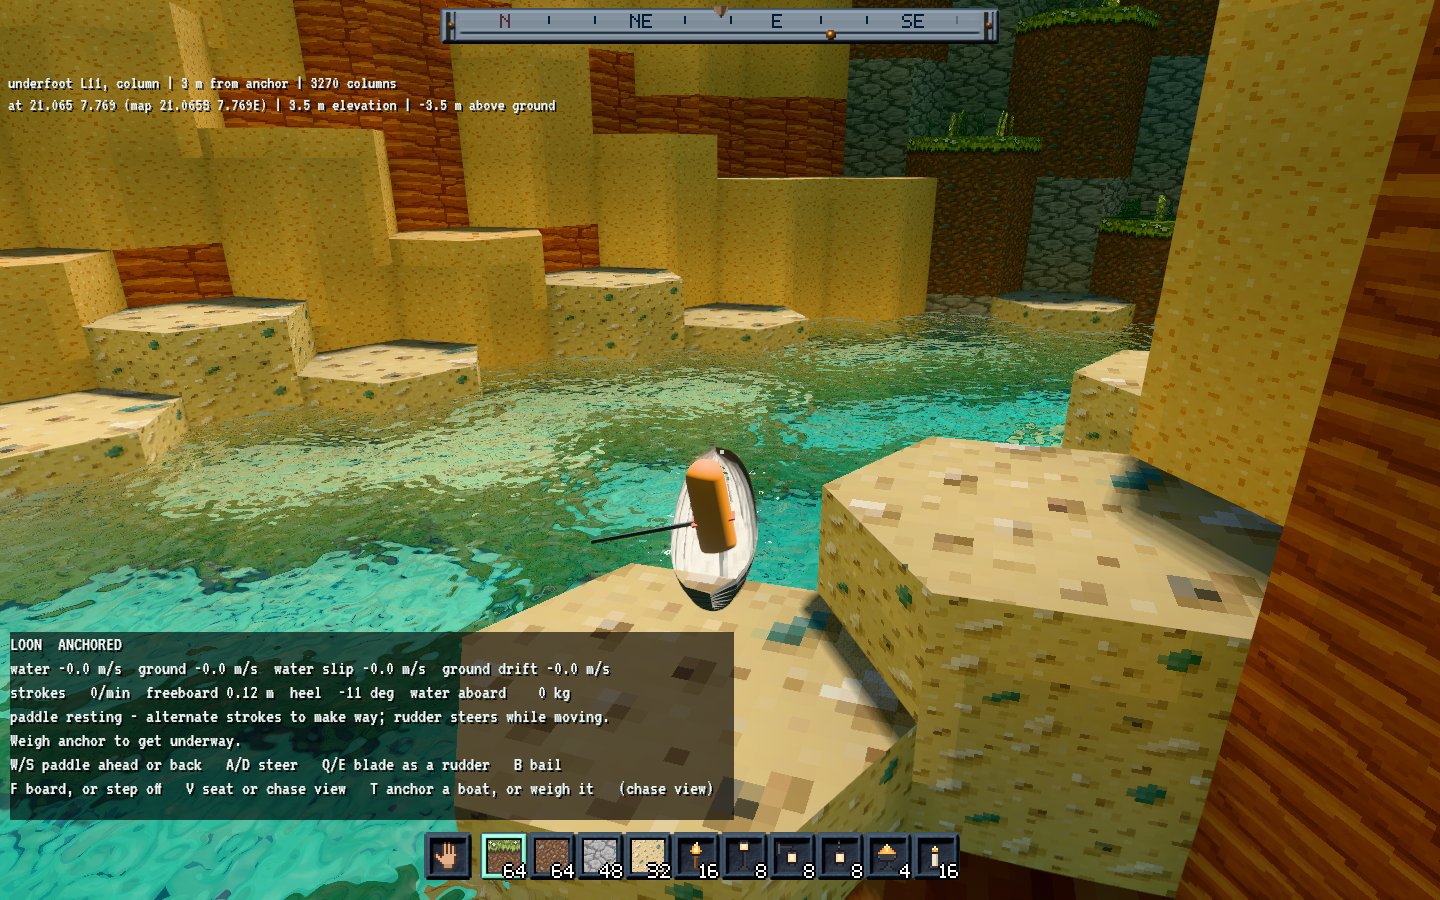 N NE E SE
underfoot L11, column | 3 m from anchor | 3270 columns
at 21.065 7.769 (map 21.065S 7.769E) | 3.5 m elevation | -3.5 m above ground
LOON ANCHORED
water -0.0 m/s ground -0.0 m/s water slip -0.0 m/s ground drift -0.0 m/s
strokes 0/min freeboard 0.12 m heel -11 deg water aboard 0 kg
paddle resting - alternate strokes to make way; rudder steers while moving.
Weigh anchor to get underway.
W/S paddle ahead or back A/D steer Q/E blade as a rudder B bail
F board, or step off V seat or chase view T anchor a boat, or weigh it (chase view)
64 64 48 32 16 8 8 8 4 16